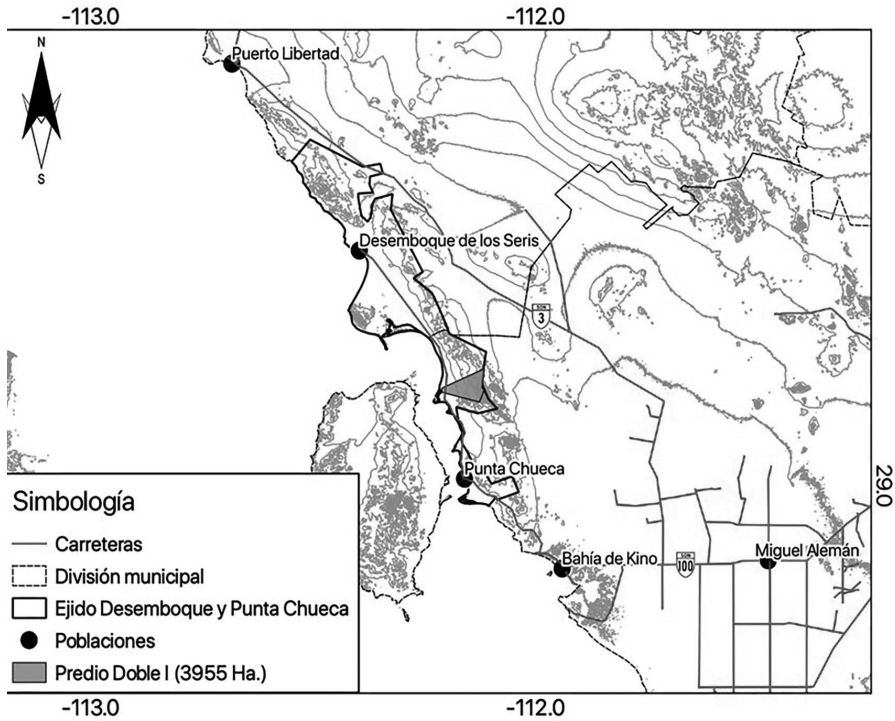 -113.0
-112.0
N
S
Puerto Libertad
Desemboque de los Seris
SON
3
29.0
Punta Chueca
Bahía de Kino
SON
100
Miguel Alemán
Simbología
Carreteras
División municipal
Ejido Desemboque y Punta Chueca
Poblaciones
Predio Doble I (3955 Ha.)
-113.0
-112.0